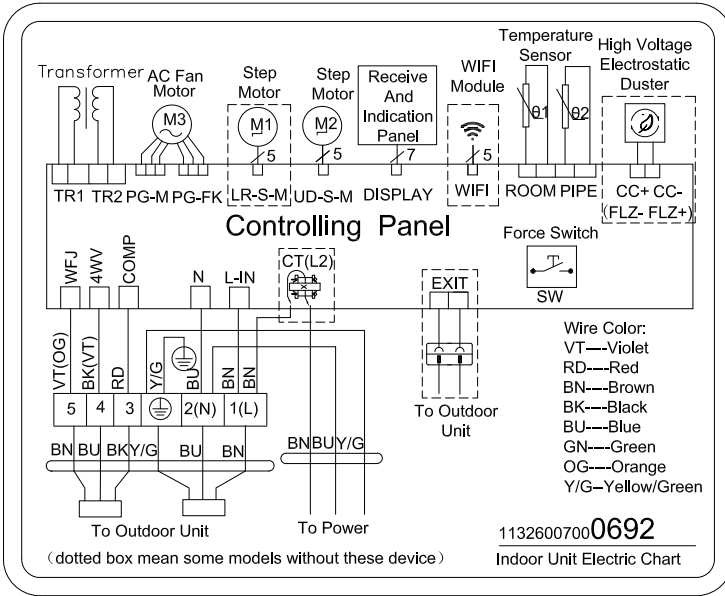 Transformer
AC Fan
Motor
Step
Motor
Step
Motor
Receive
And
Indication
Panel
WIFI
Module
Temperature
Sensor
High Voltage
Electrostatic
Duster
M3
M1
M2
θ1
θ2
5
5
7
5
TR1 TR2 PG-M PG-FK LR-S-M UD-S-M DISPLAY WIFI ROOM PIPE CC+ CC-
(FLZ- FLZ+)
Controlling Panel
Force Switch
SW
WFJ
4WV
COMP
N
L-IN
CT(L2)
EXIT
VT(OG)
BK(VT)
RD
Y/G
BU
BN
BN
5 4 3 2(N) 1(L)
BN BU BK Y/G BU BN
BN BU Y/G
To Outdoor Unit
To Power
To Outdoor
Unit
Wire Color:
VT----Violet
RD----Red
BN----Brown
BK----Black
BU----Blue
GN----Green
OG----Orange
Y/G--Yellow/Green
11326007000692
Indoor Unit Electric Chart
(dotted box mean some models without these device)